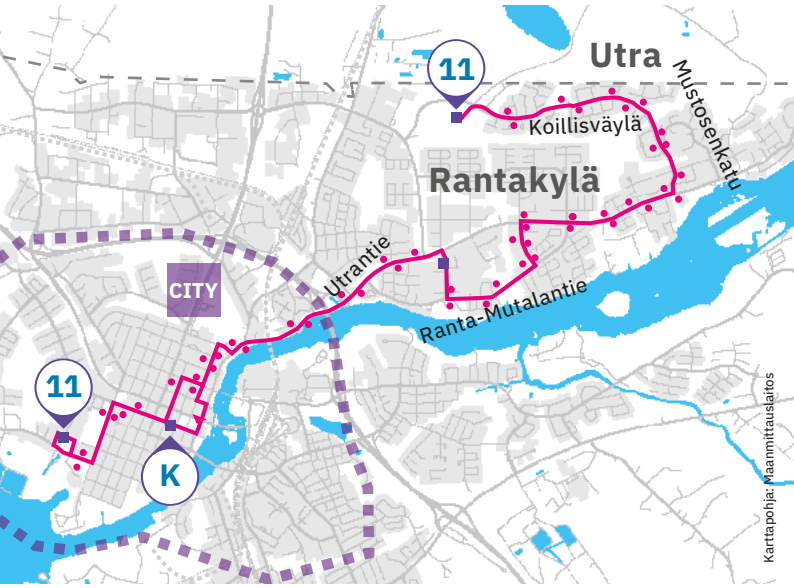 Utra
11
Mustosenkatu
Koillisväylä
Rantakylä
Utrantie
CITY
Ranta-Mutalantie
11
K
Karttapohja: Maanmittauslaitos